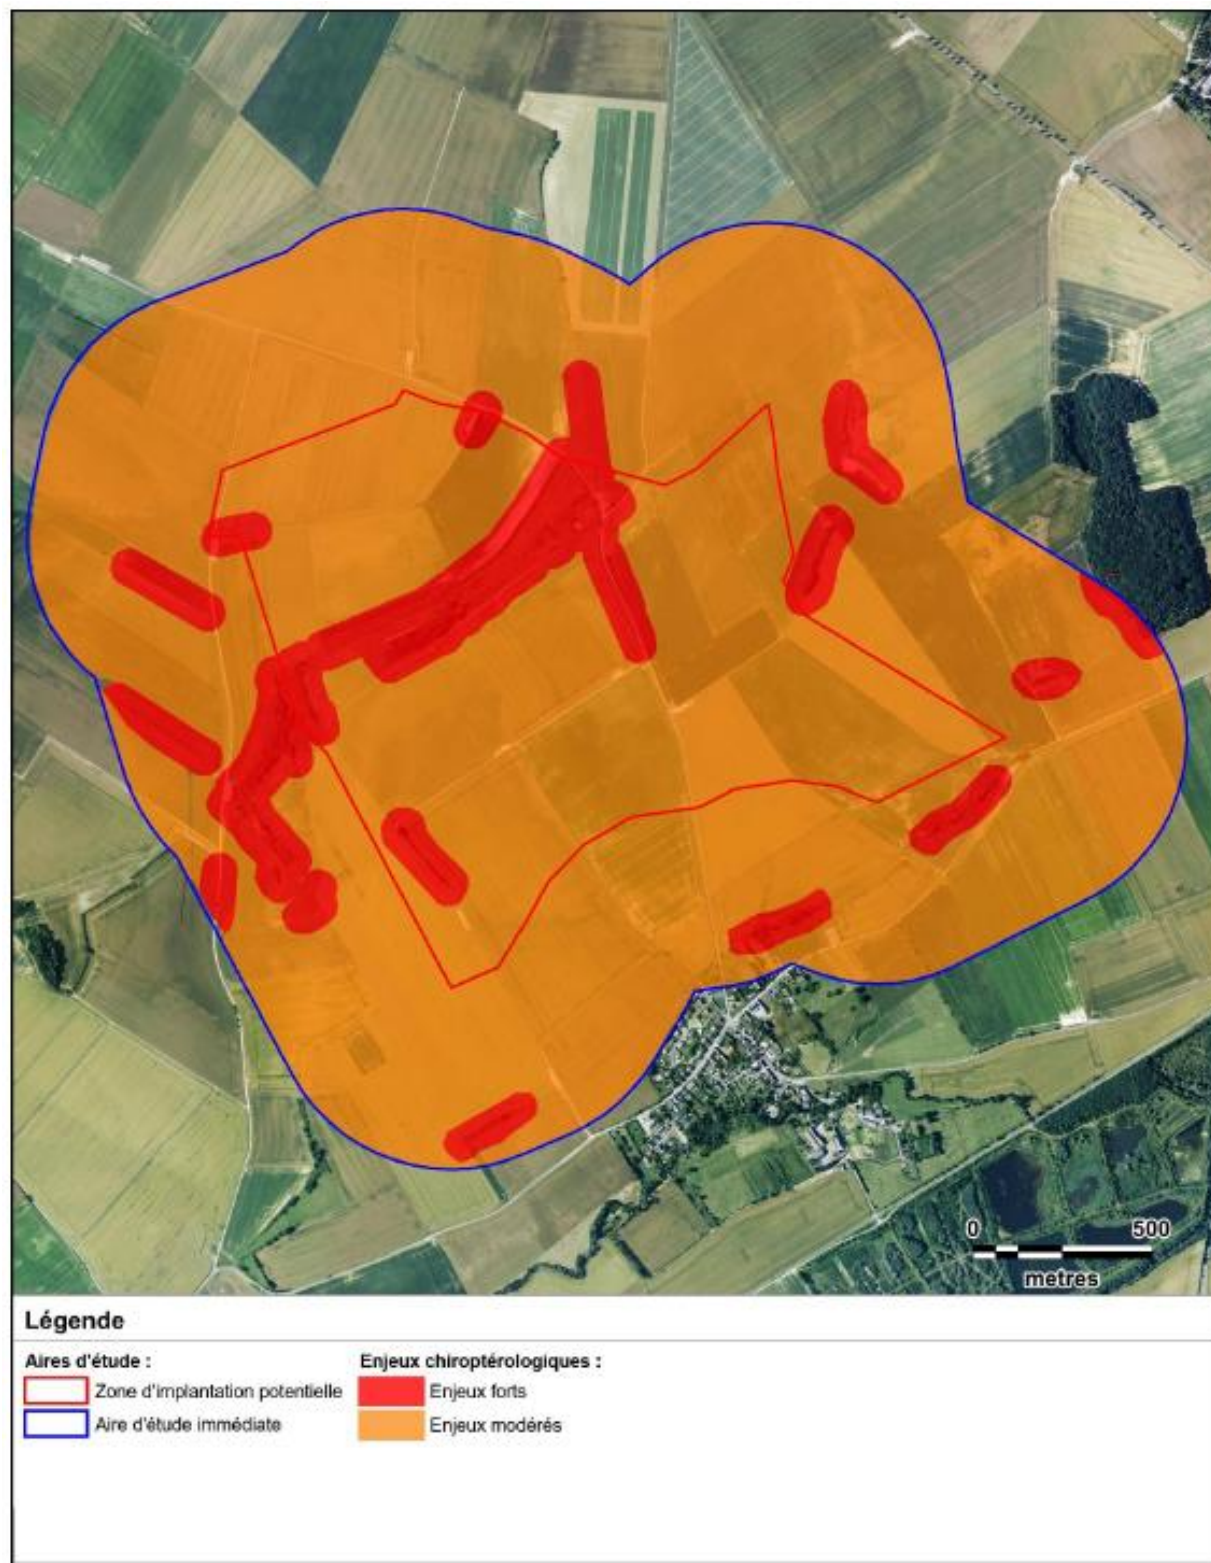 0 500
metres
Légende
Aires d'étude : Enjeux chiroptérologiques :
Zone d'implantation potentielle Enjeux forts
Aire d'étude immédiate Enjeux modérés